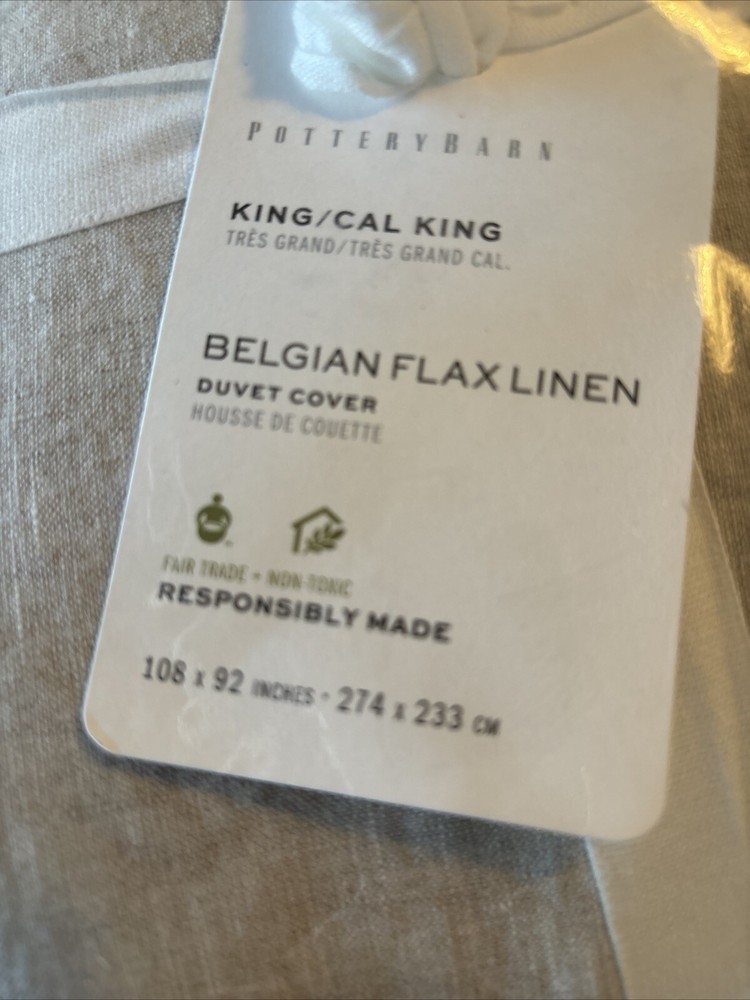 POTTERYBARN
KING/CAL KING
TRÈS GRAND/TRÈS GRAND CAL.
BELGIAN FLAX LINEN
DUVET COVER
HOUSSE DE COUETTE
FAIR TRADE • NON-TOXIC
RESPONSIBLY MADE
108 x 92 INCHES • 274 x 233 CM